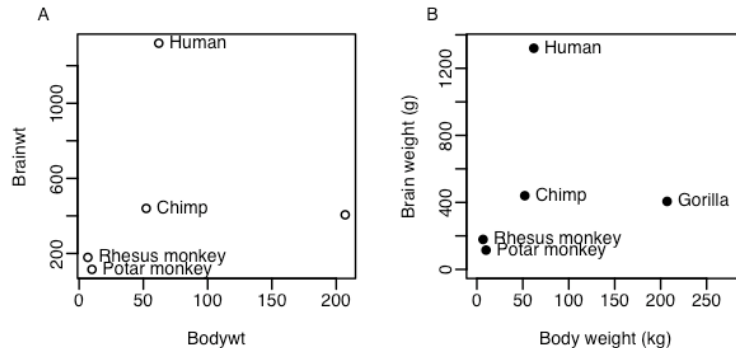 A
Human
Chimp
Rhesus monkey
Potar monkey
Brainwt
200
600
1000
0
50
100
150
200
Bodywt
B
Human
Chimp
Gorilla
Rhesus monkey
Potar monkey
Brain weight (g)
0
400
800
1200
0
50
100
150
200
250
Body weight (kg)